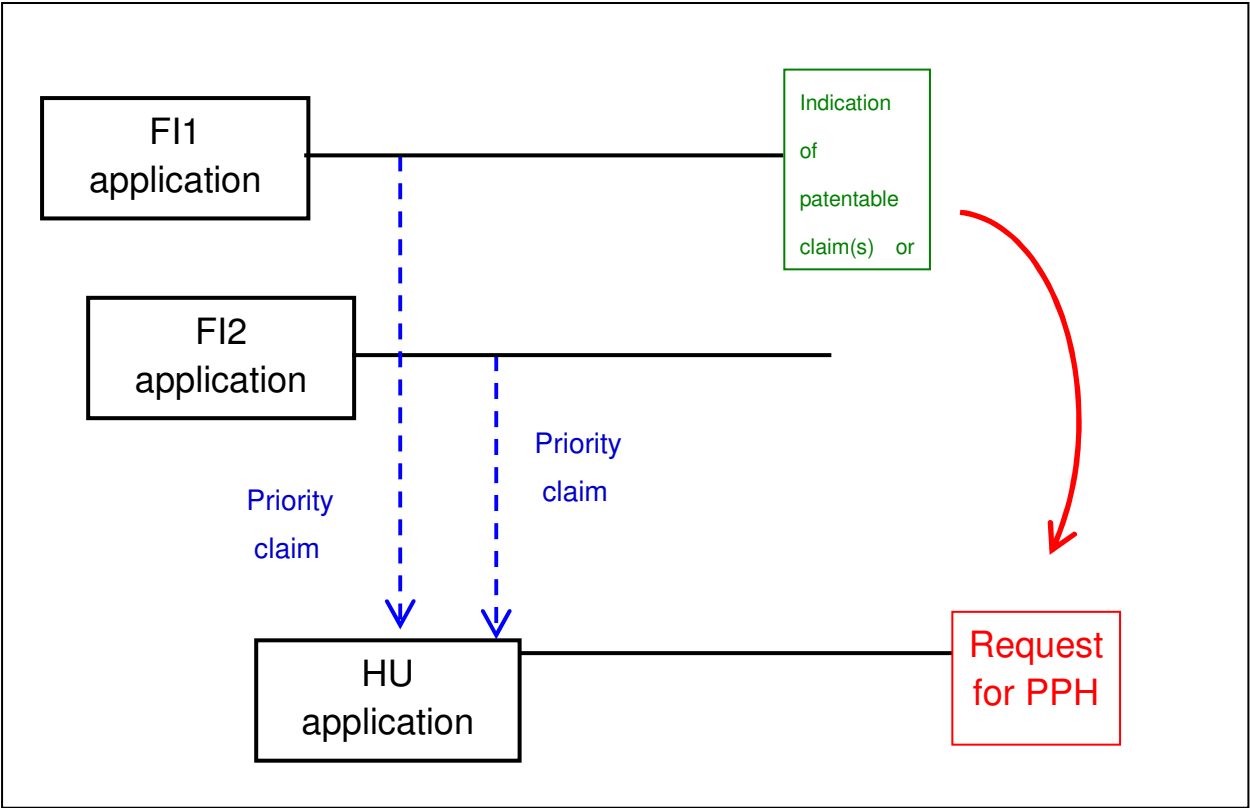 FI1
application
Indication
of
patentable
claim(s) or
FI2
application
Priority
claim
Priority
claim
HU
application
Request
for PPH